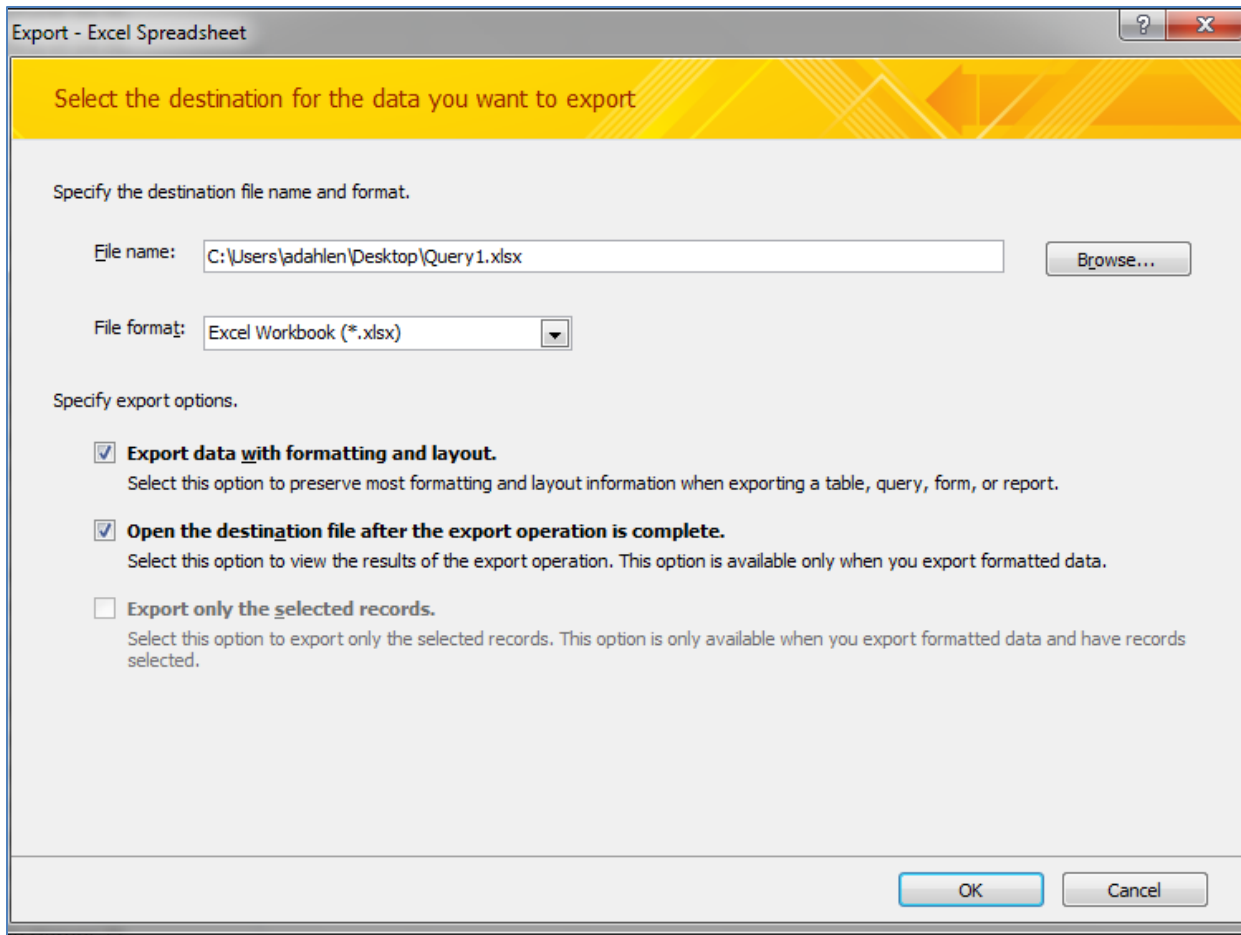 Export - Excel Spreadsheet
?
X
Select the destination for the data you want to export
Specify the destination file name and format.
File name:
C:\Users\adahlen\Desktop\Query1.xlsx
Browse...
File format:
Excel Workbook (*.xlsx)
Specify export options.
Export data with formatting and layout.
Select this option to preserve most formatting and layout information when exporting a table, query, form, or report.
Open the destination file after the export operation is complete.
Select this option to view the results of the export operation. This option is available only when you export formatted data.
Export only the selected records.
Select this option to export only the selected records. This option is only available when you export formatted data and have records
selected.
OK
Cancel